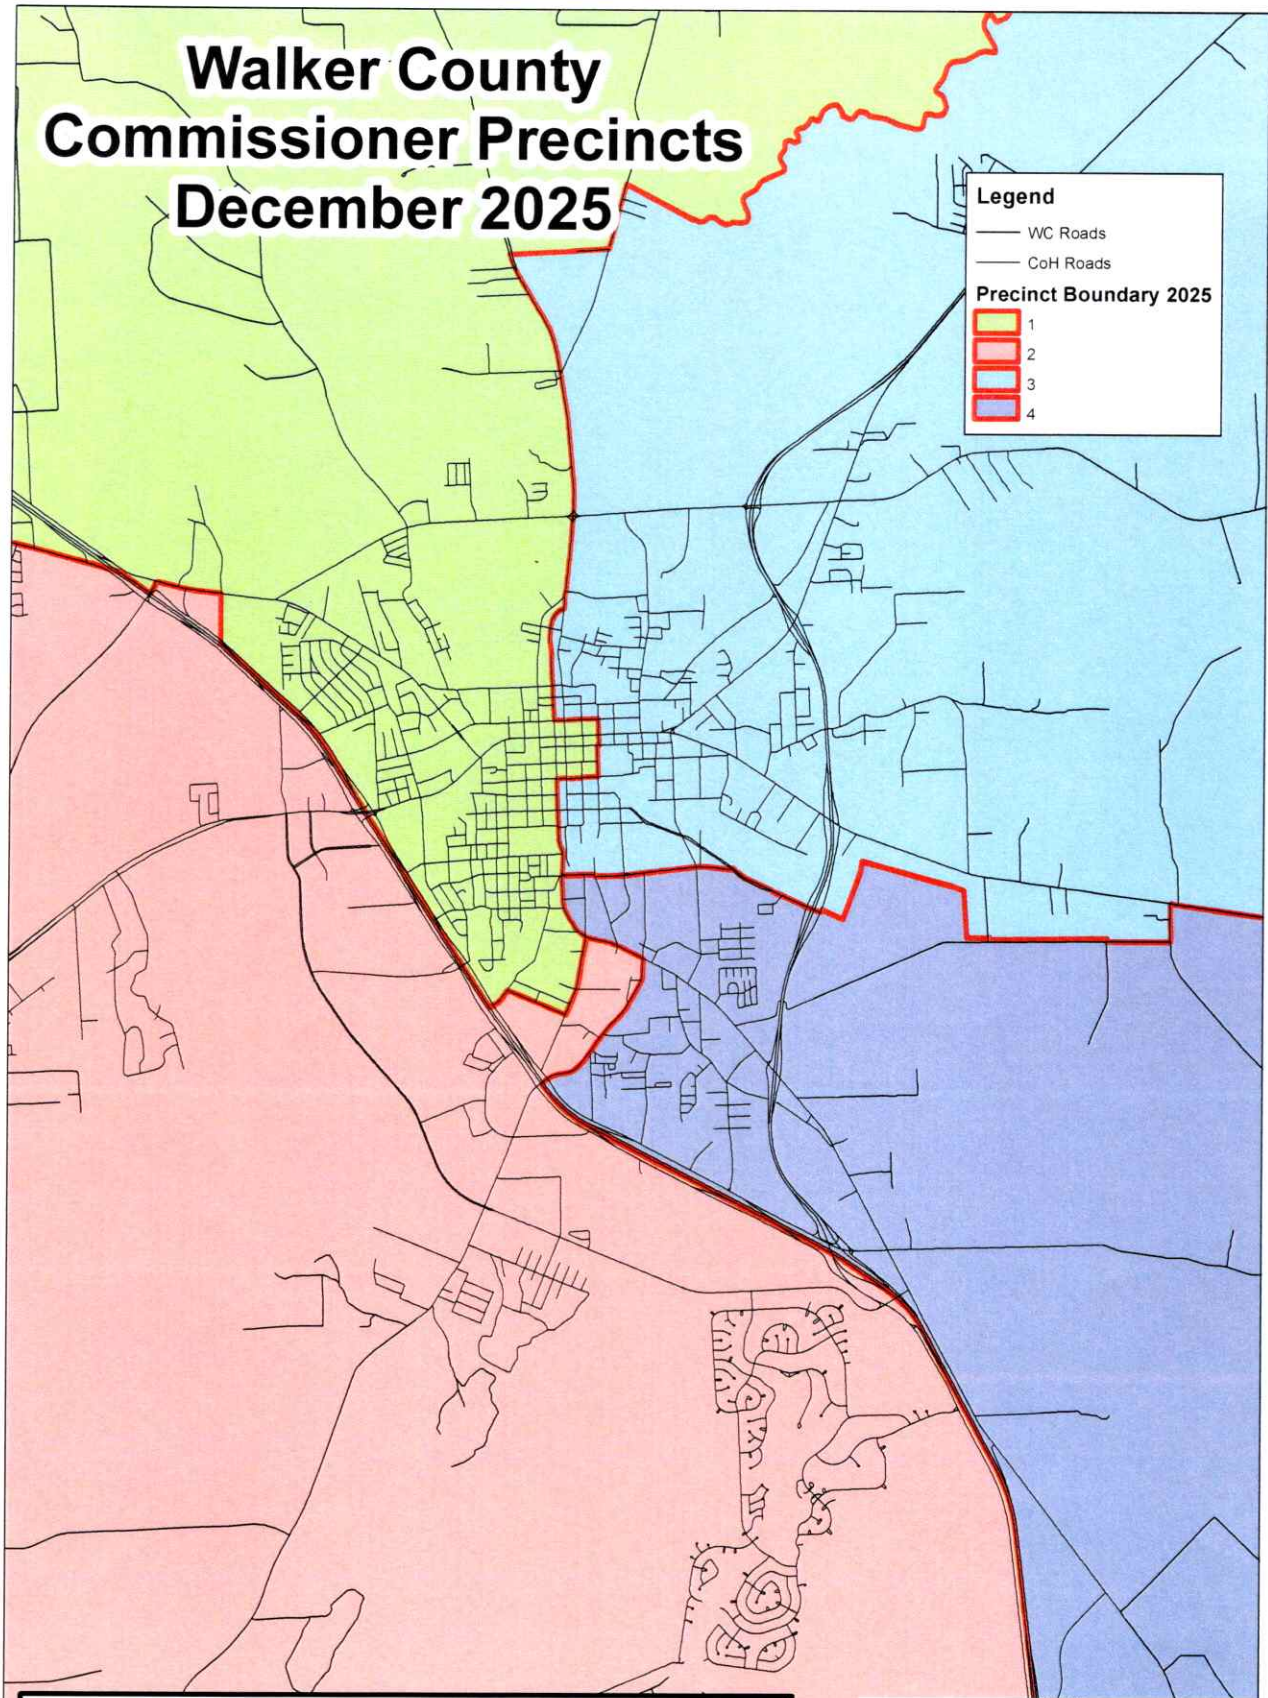 Walker County
Commissioner Precincts
December 2025
Legend
WC Roads
CoH Roads
Precinct Boundary 2025
1
2
3
4